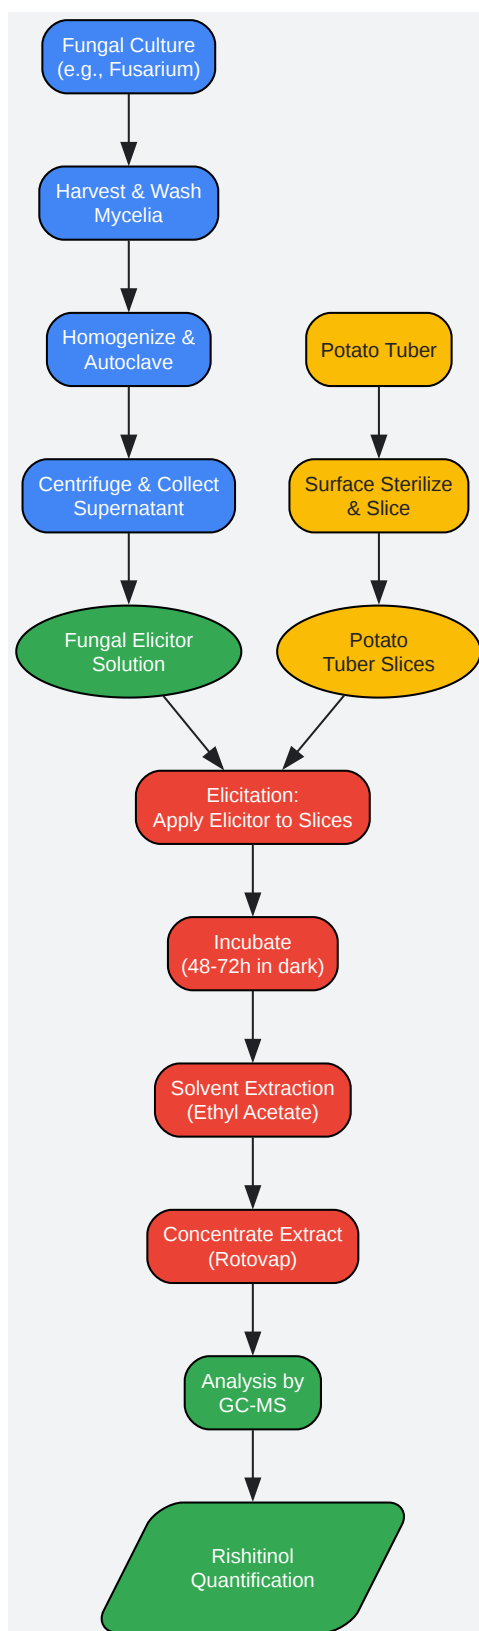 Fungal Culture
(e.g., Fusarium)
Harvest & Wash
Mycelia
Homogenize &
Autoclave
Potato Tuber
Centrifuge & Collect
Supernatant
Surface Sterilize
& Slice
Fungal Elicitor
Solution
Potato
Tuber Slices
Elicitation:
Apply Elicitor to Slices
Incubate
(48-72h in dark)
Solvent Extraction
(Ethyl Acetate)
Concentrate Extract
(Rotovap)
Analysis by
GC-MS
Rishitinol
Quantification